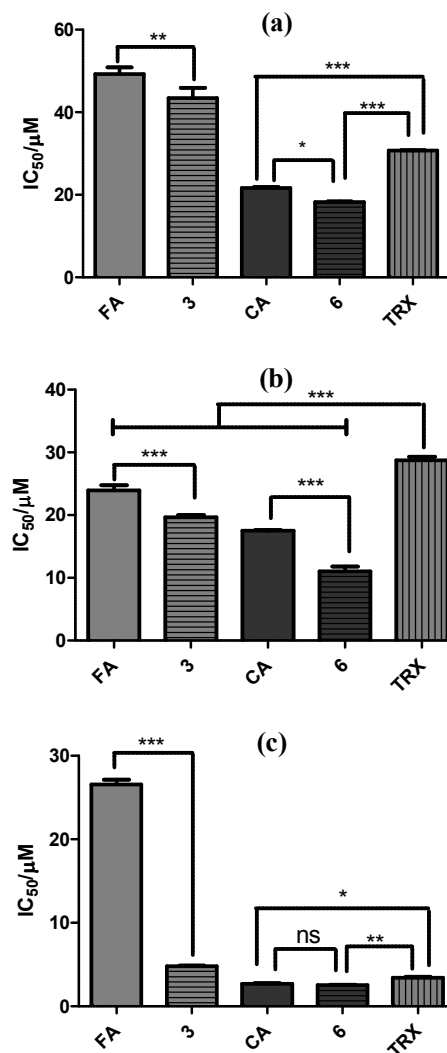 (a)
**
***
***
*
IC₅₀/μM
60
40
20
0
FA
3
CA
6
TRX
(b)
***
***
***
IC₅₀/μM
40
30
20
10
0
FA
3
CA
6
TRX
(c)
***
*
ns
**
IC₅₀/μM
30
20
10
0
FA
3
CA
6
TRX